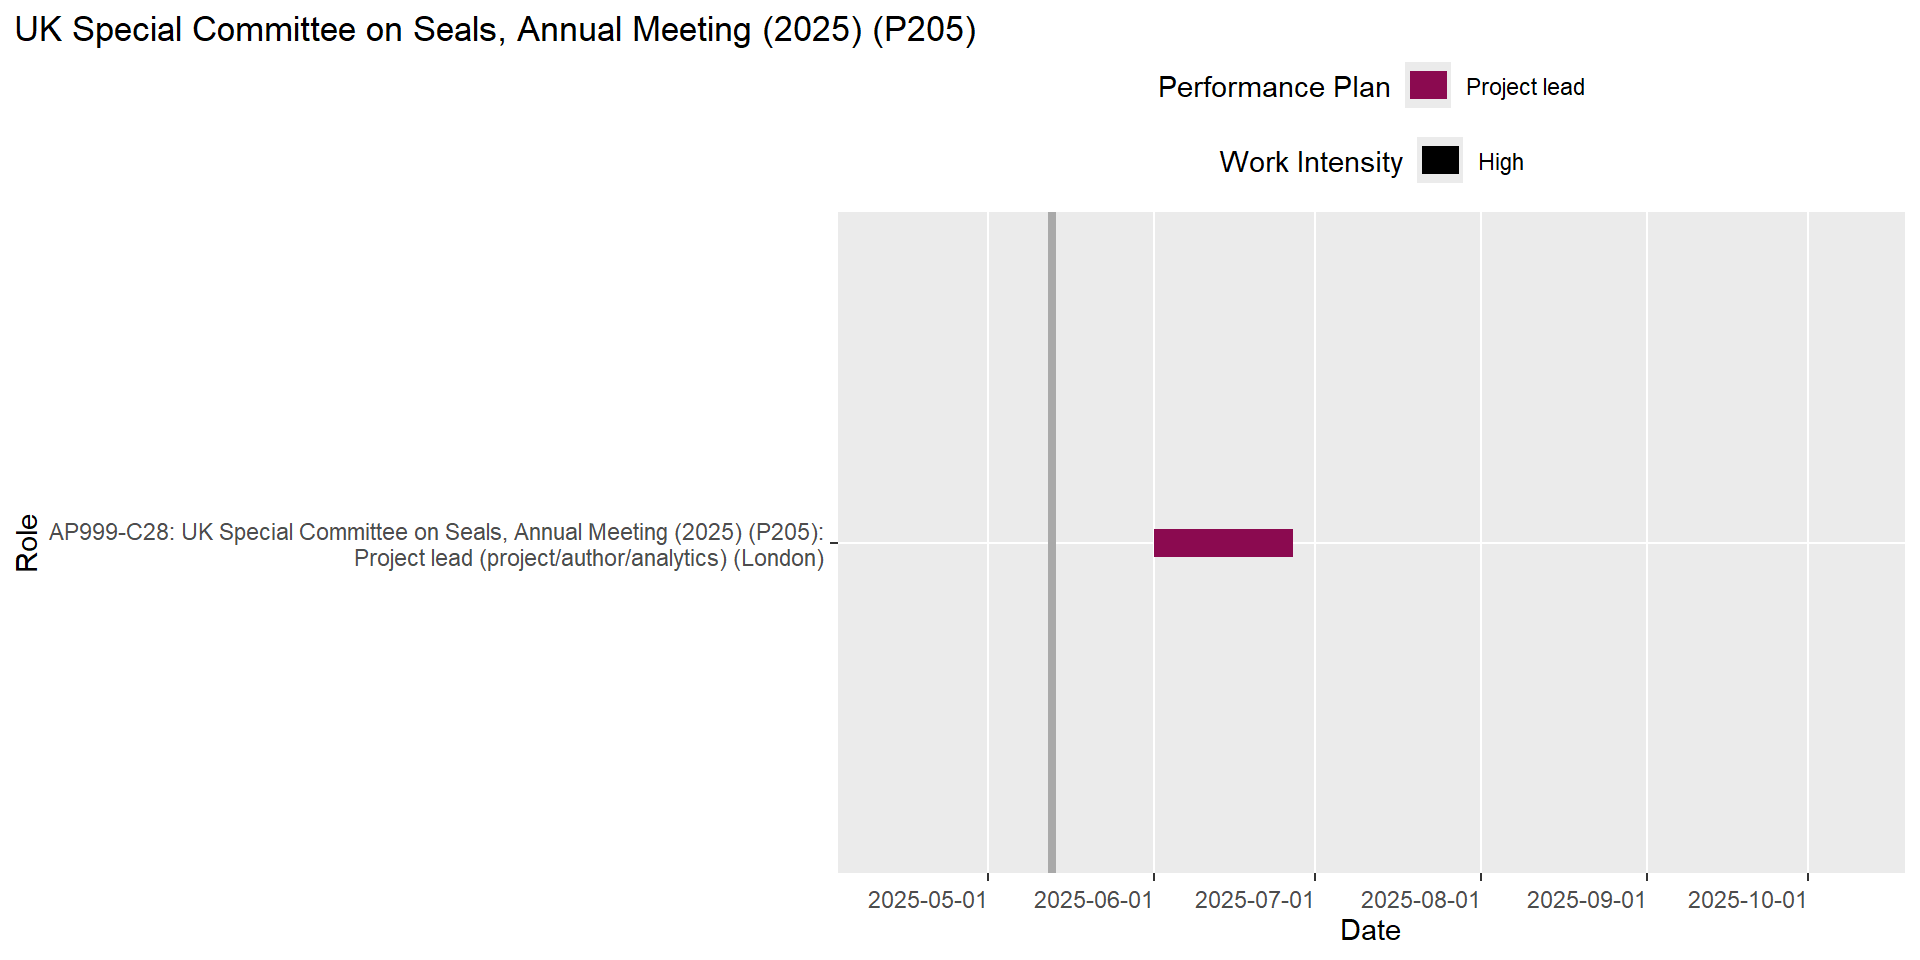 UK Special Committee on Seals, Annual Meeting (2025) (P205)
Performance Plan Project lead
Work Intensity High
Role
AP999-C28: UK Special Committee on Seals, Annual Meeting (2025) (P205):
Project lead (project/author/analytics) (London)
2025-05-01 2025-06-01 2025-07-01 2025-08-01 2025-09-01 2025-10-01
Date